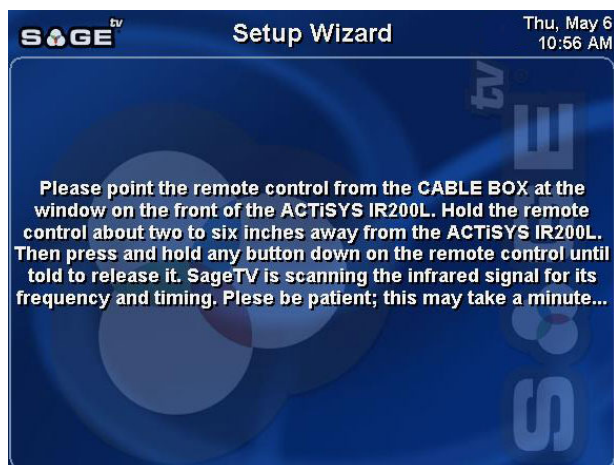 SAGE tv
Setup Wizard
Thu, May 6
10:56 AM
Please point the remote control from the CABLE BOX at the
window on the front of the ACTiSYS IR200L. Hold the remote
control about two to six inches away from the ACTiSYS IR200L.
Then press and hold any button down on the remote control until
told to release it. SageTV is scanning the infrared signal for its
frequency and timing. Plese be patient; this may take a minute...
SAGE tv